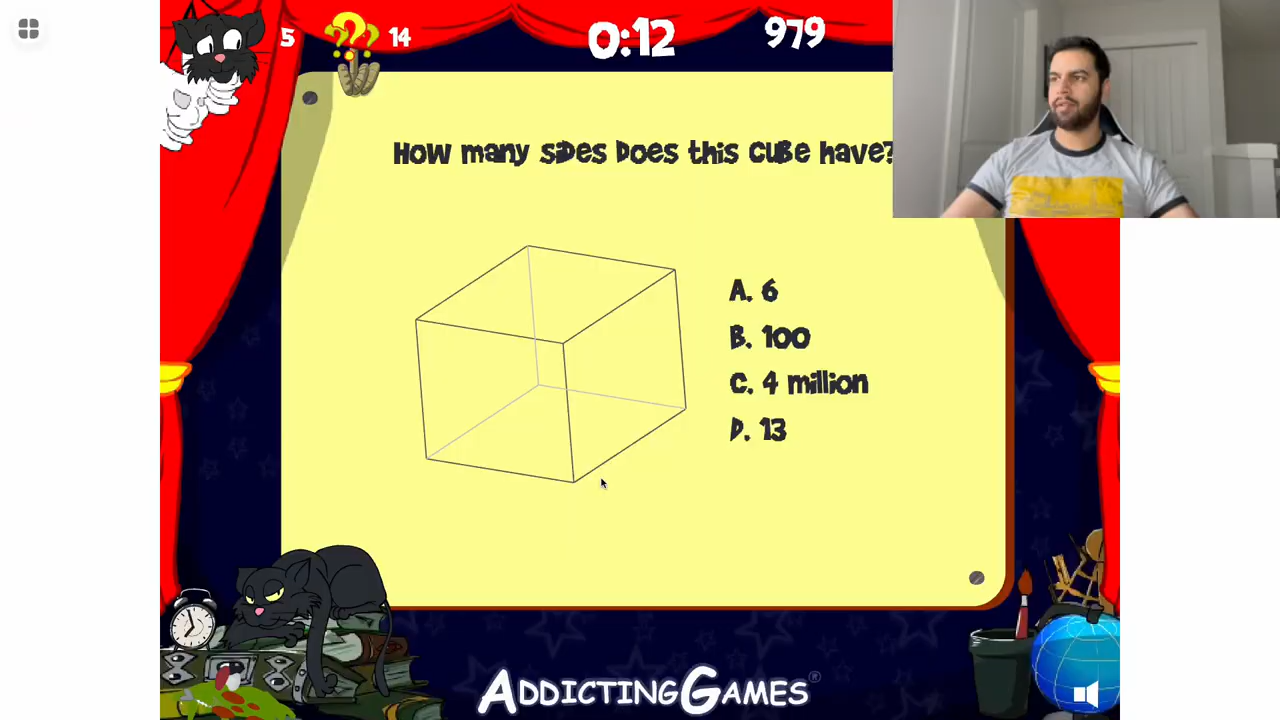 5
14
0:12
979
How many sides does this cube have?
A. 6
B. 100
C. 4 million
D. 13
AddictingGames®